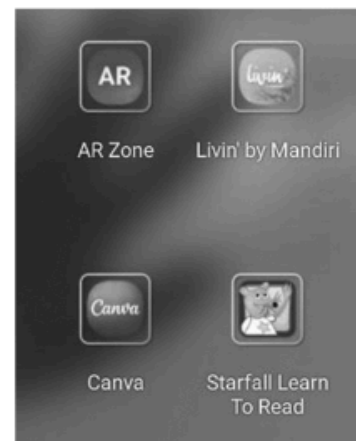 AR
livin'
AR Zone
Livin' by Mandiri
Canva
Canva
Starfall Learn
To Read